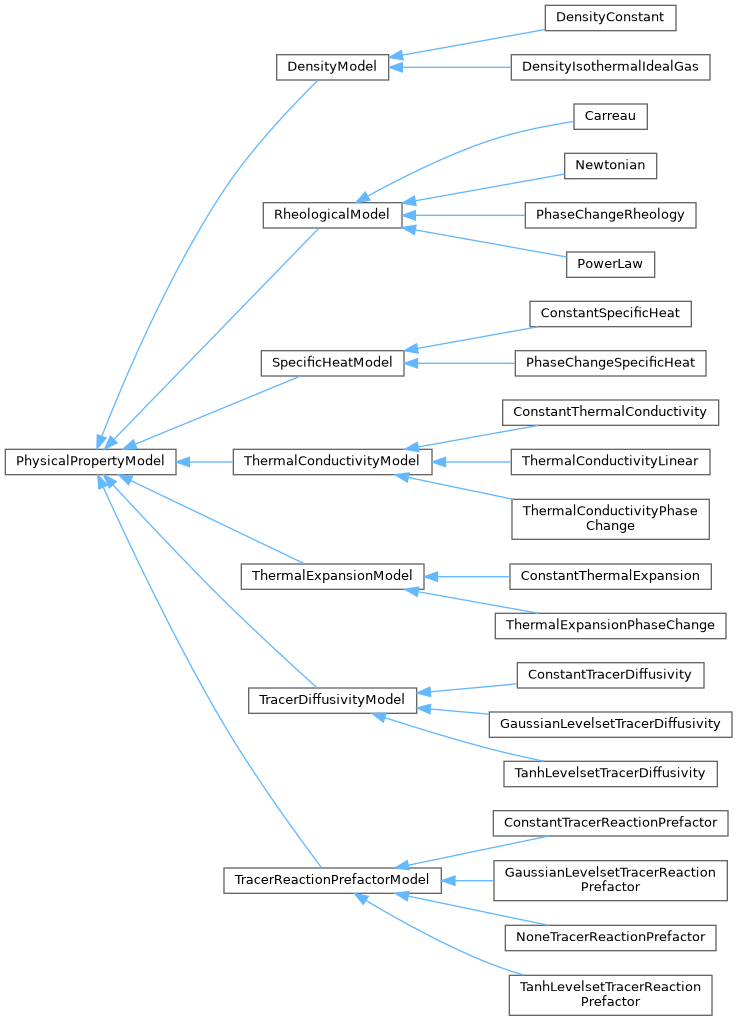 DensityConstant
DensityModel
DensityIsothermalIdealGas
Carreau
Newtonian
RheologicalModel
PhaseChangeRheology
PowerLaw
ConstantSpecificHeat
SpecificHeatModel
PhaseChangeSpecificHeat
ConstantThermalConductivity
PhysicalPropertyModel
ThermalConductivityModel
ThermalConductivityLinear
ThermalConductivityPhase
Change
ThermalExpansionModel
ConstantThermalExpansion
ThermalExpansionPhaseChange
ConstantTracerDiffusivity
TracerDiffusivityModel
GaussianLevelsetTracerDiffusivity
TanhLevelsetTracerDiffusivity
ConstantTracerReactionPrefactor
TracerReactionPrefactorModel
GaussianLevelsetTracerReaction
Prefactor
NoneTracerReactionPrefactor
TanhLevelsetTracerReaction
Prefactor